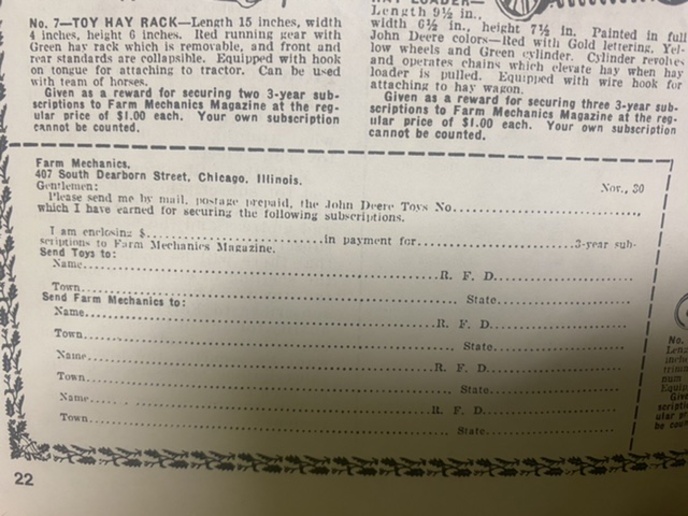 No. 7—TOY HAY RACK—Length 15 inches, width
4 inches, height 6 inches. Red running gear with
Green hay rack which is removable, and front and
rear standards are collapsible. Equipped with hook
on tongue for attaching to tractor. Can be used
with team of horses.
Given as a reward for securing two 3-year sub-
scriptions to Farm Mechanics Magazine at the reg-
ular price of $1.00 each. Your own subscription
cannot be counted.
LOADER—
Length 9½ in.,
width 6½ in., height 7½ in. Painted in full
John Deere colors—Red with Gold lettering. Yel-
low wheels and Green cylinder. Cylinder revolves
and operates chains which elevate hay when hay
loader is pulled. Equipped with wire hook for
attaching to hay wagon.
Given as a reward for securing three 3-year sub-
scriptions to Farm Mechanics Magazine at the reg-
ular price of $1.00 each. Your own subscription
cannot be counted.
Farm Mechanics,
407 South Dearborn Street, Chicago, Illinois.
Nov., 30
Gentlemen:
Please send me by mail, postage prepaid, the John Deere Toys No.....................
which I have earned for securing the following subscriptions.
I am enclosing $..............................in payment for..........................3-year sub-
scriptions to Farm Mechanics Magazine.
Send Toys to:
Name.................................................R. F. D...................
Town.................................................State...................
Send Farm Mechanics to:
Name.................................................R. F. D...................
Town.................................................State...................
Name.................................................R. F. D...................
Town.................................................State...................
Name.................................................R. F. D...................
Town.................................................State...................
No.
22